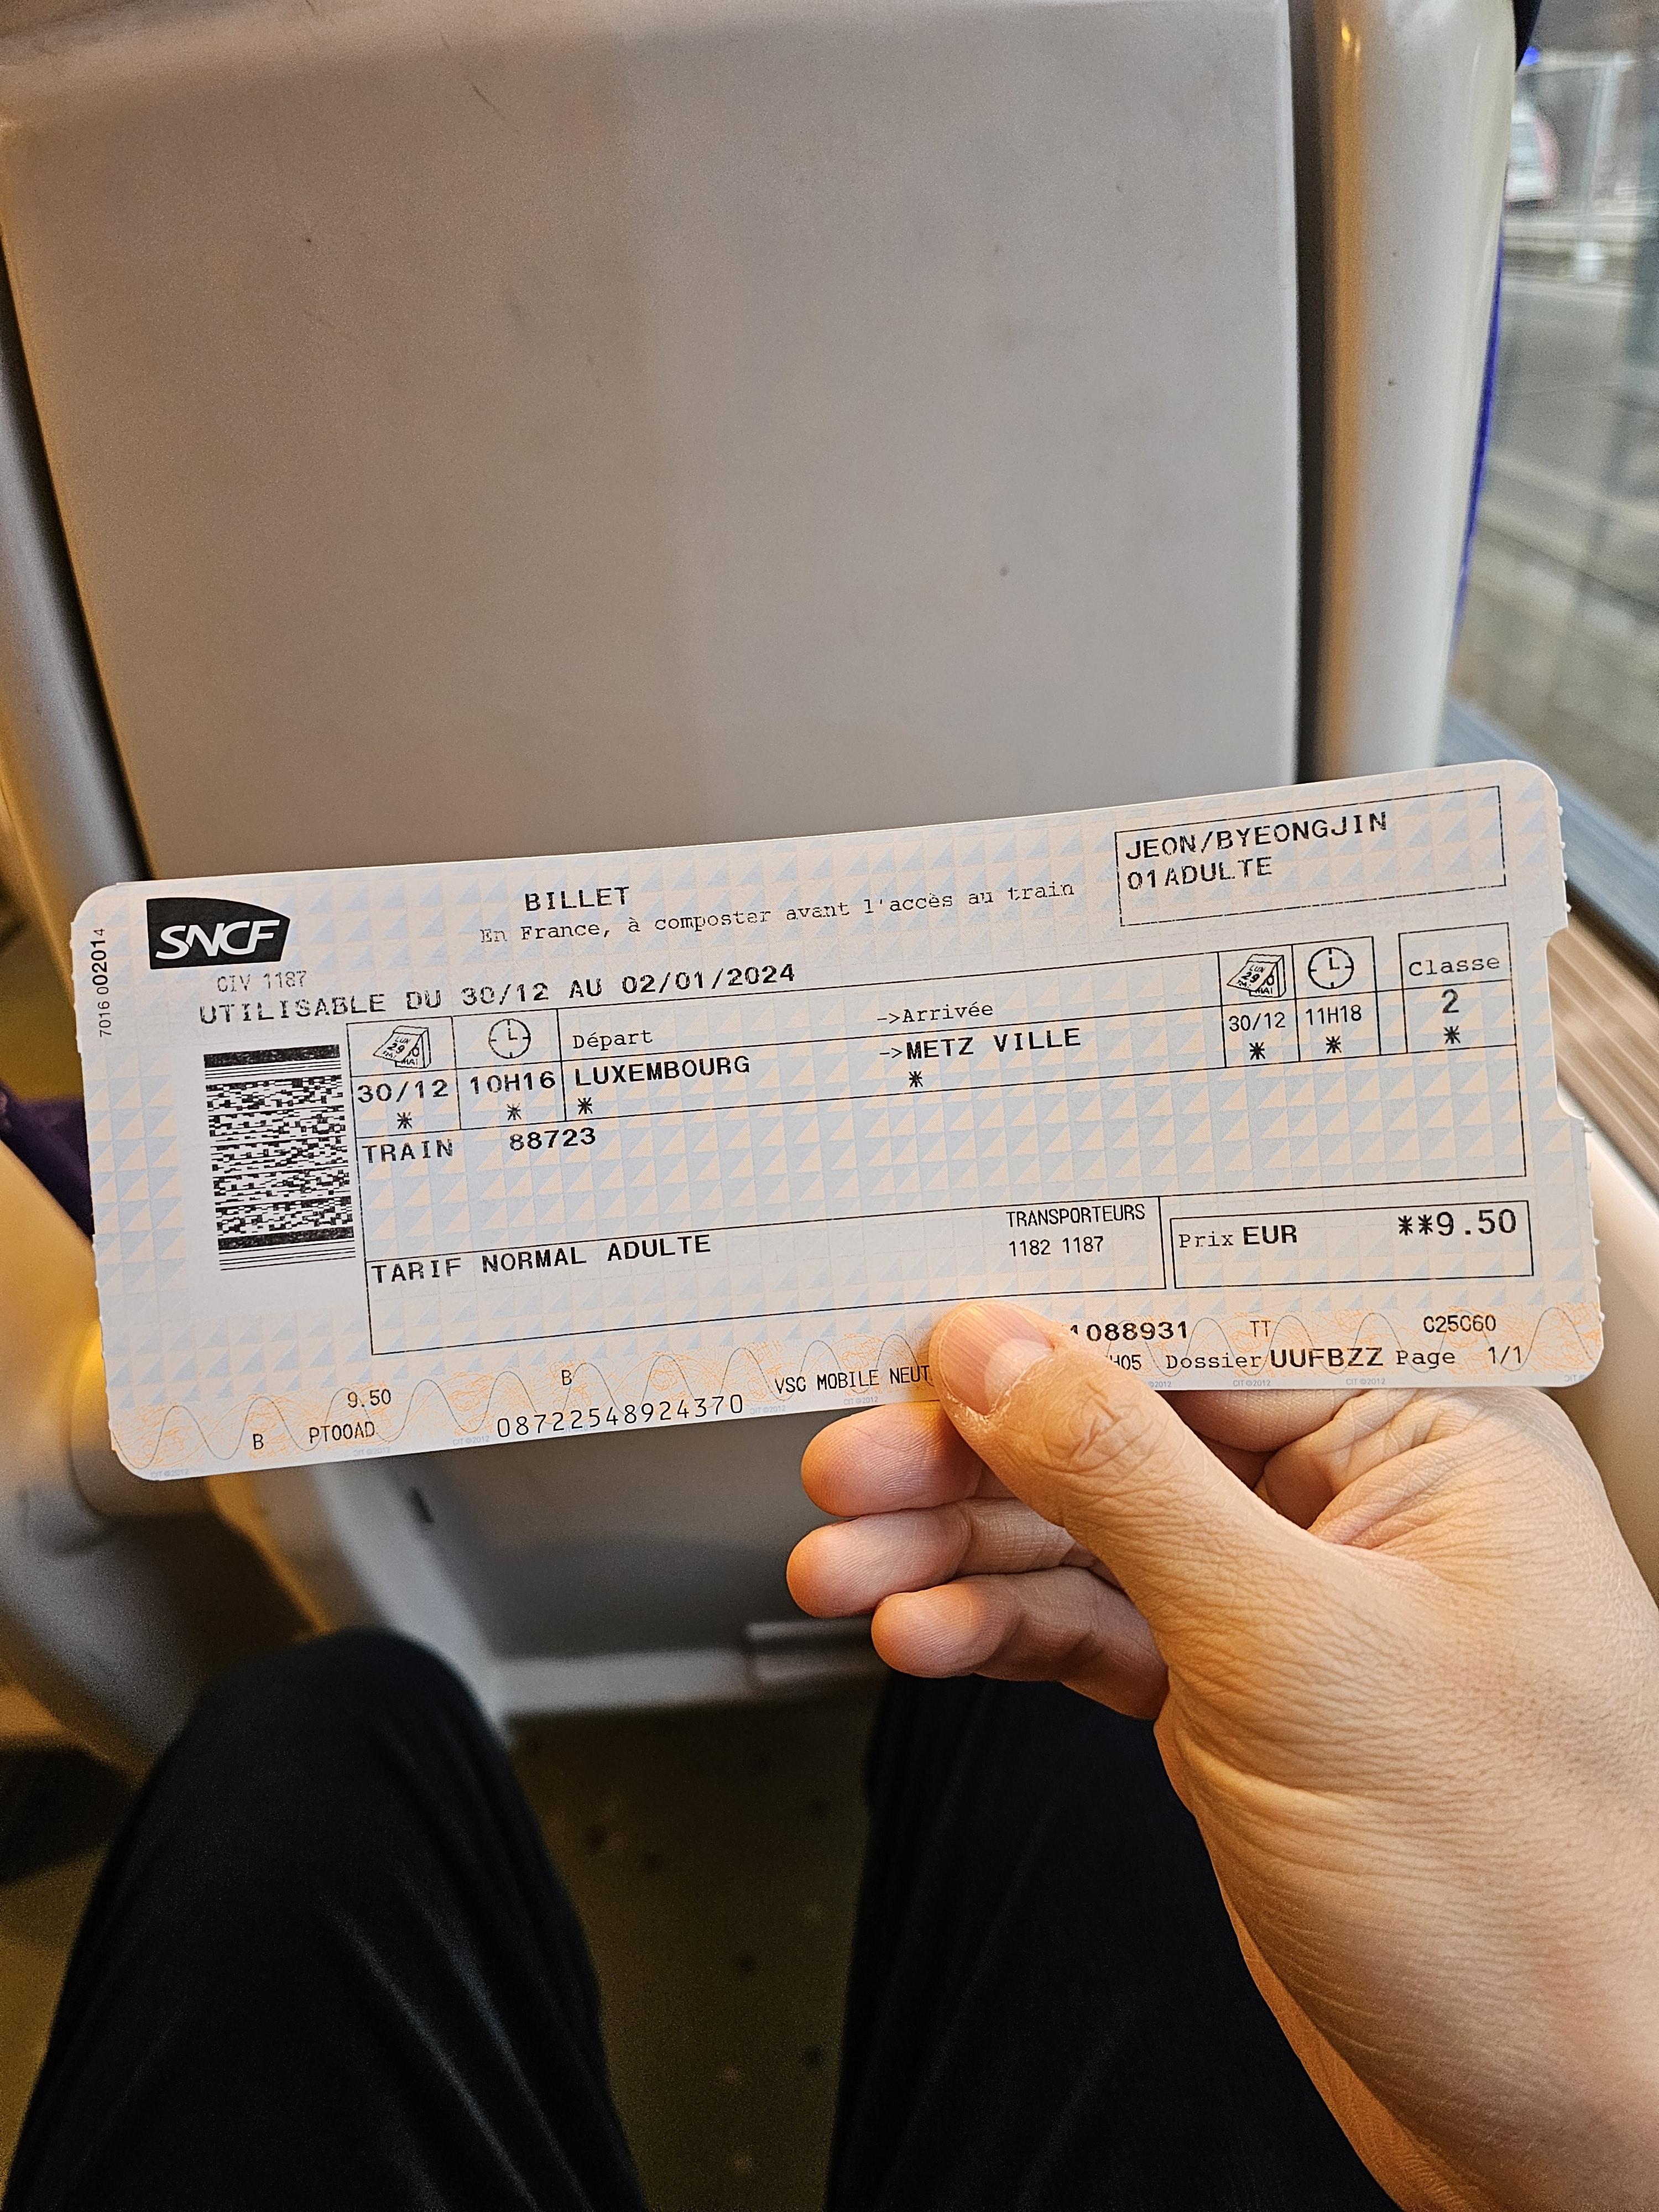 7016 002014
SNCF
CIV 1187
BILLET
En France, à composter avant l'accès au train
JEON/BYEONGJIN
01ADULTE
UTILISABLE DU 30/12 AU 02/01/2024
Départ ->Arrivée Classe
30/12 10H16 LUXEMBOURG ->METZ VILLE 30/12 11H18 2
* * * * * * *
TRAIN 88723
TARIF NORMAL ADULTE
TRANSPORTEURS
1182 1187
Prix EUR **9.50
1088931 TT C25C60
9.50 B VSC MOBILE H05 Dossier UUFBZZ Page 1/1
B PT00AD 08722548924370